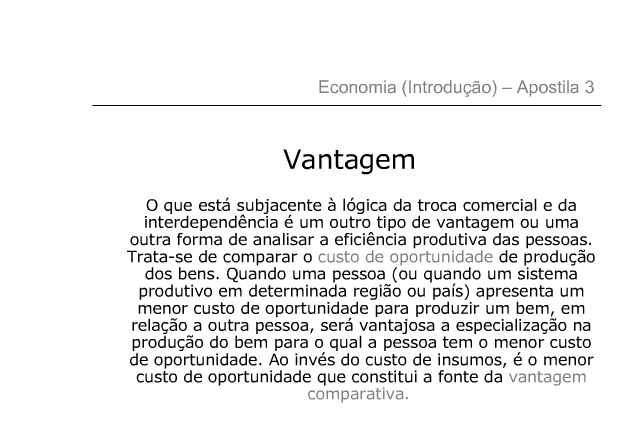 Economia (Introdução) – Apostila 3
Vantagem
O que está subjacente à lógica da troca comercial e da
interdependência é um outro tipo de vantagem ou uma
outra forma de analisar a eficiência produtiva das pessoas.
Trata-se de comparar o custo de oportunidade de produção
dos bens. Quando uma pessoa (ou quando um sistema
produtivo em determinada região ou país) apresenta um
menor custo de oportunidade para produzir um bem, em
relação a outra pessoa, será vantajosa a especialização na
produção do bem para o qual a pessoa tem o menor custo
de oportunidade. Ao invés do custo de insumos, é o menor
custo de oportunidade que constitui a fonte da vantagem
comparativa.